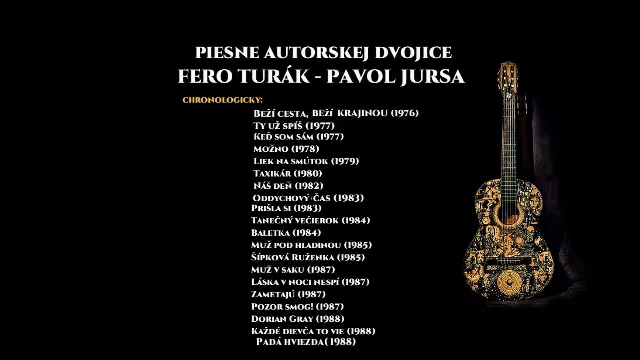 PIESNE AUTORSKEJ DVOJICE
FERO TURÁK - PAVOL JURSA
CHRONOLOGICKY:
BEŽÍ CESTA, BEŽÍ KRAJINOU (1976)
TY UŽ SPÍŠ (1977)
KEĎ SOM SÁM (1977)
MOŽNO (1978)
LIEK NA SMÚTOK (1979)
TAXIKÁR (1980)
NÁŠ DEŇ (1982)
ODDYCHOVÝ ČAS (1983)
PRIŠLA SI (1983)
TANEČNÝ VEČIEROK (1984)
BALETKA (1984)
MUŽ POD HLADINOU (1985)
ŠÍPKOVÁ RUŽENKA (1985)
MUŽ V SAKU (1987)
LÁSKA V NOCI NESPÍ (1987)
ZAMETAJÚ (1987)
POZOR SMOG! (1987)
DORIAN GRAY (1988)
KAŽDÉ DIEVČA TO VIE (1988)
PADÁ HVIEZDA(1988)